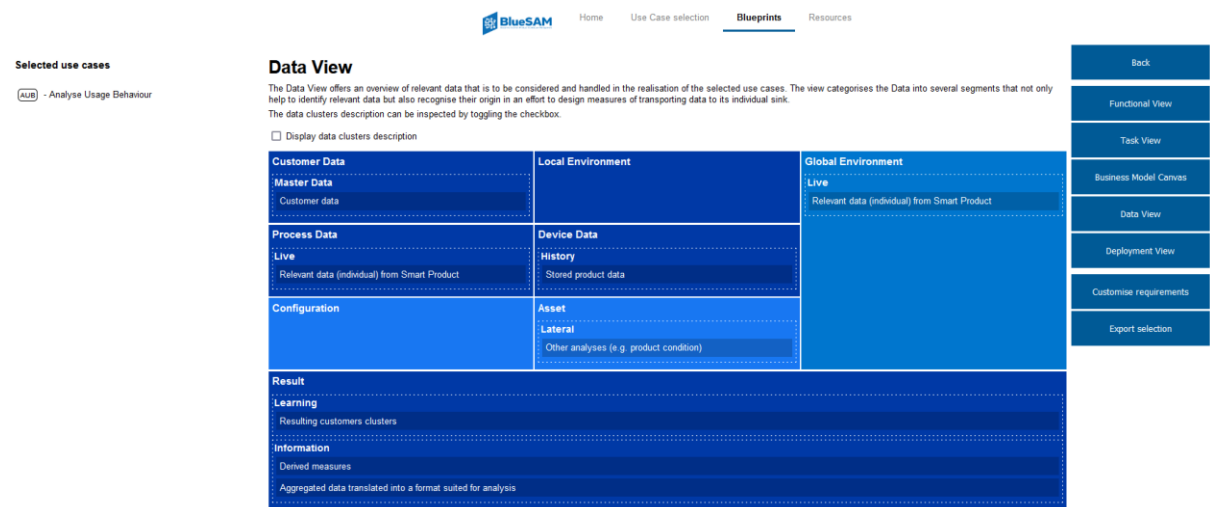 BlueSAM
Home
Use Case selection
Blueprints
Resources
Selected use cases
AUB - Analyse Usage Behaviour
Data View
The Data View offers an overview of relevant data that is to be considered and handled in the realisation of the selected use cases. The view categorises the Data into several segments that not only
help to identify relevant data but also recognise their origin in an effort to design measures of transporting data to its individual sink.
The data clusters description can be inspected by toggling the checkbox.
Display data clusters description
Customer Data
Master Data
Customer data
Local Environment
Global Environment
Live
Relevant data (individual) from Smart Product
Process Data
Live
Relevant data (individual) from Smart Product
Device Data
History
Stored product data
Configuration
Asset
Lateral
Other analyses (e.g. product condition)
Result
Learning
Resulting customers clusters
Information
Derived measures
Aggregated data translated into a format suited for analysis
Back
Functional View
Task View
Business Model Canvas
Data View
Deployment View
Customise requirements
Export selection